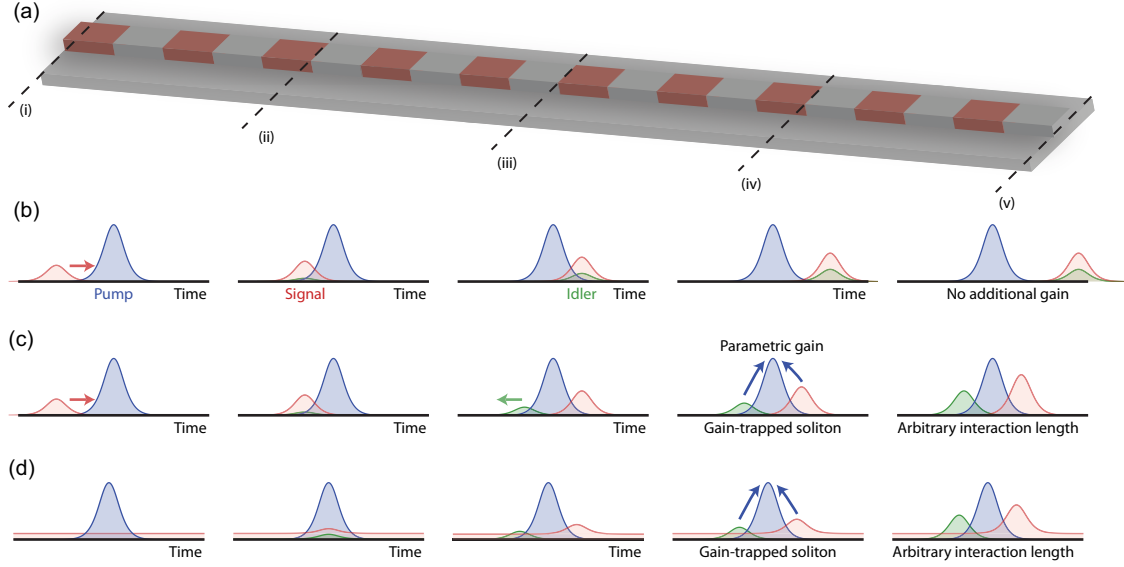 (a)
(i)
(ii)
(iii)
(iv)
(v)
(b)
Pump
Time
Signal
Time
Idler
Time
Time
No additional gain
(c)
Time
Time
Time
Parametric gain
Gain-trapped soliton
Arbitrary interaction length
(d)
Time
Time
Time
Gain-trapped soliton
Arbitrary interaction length